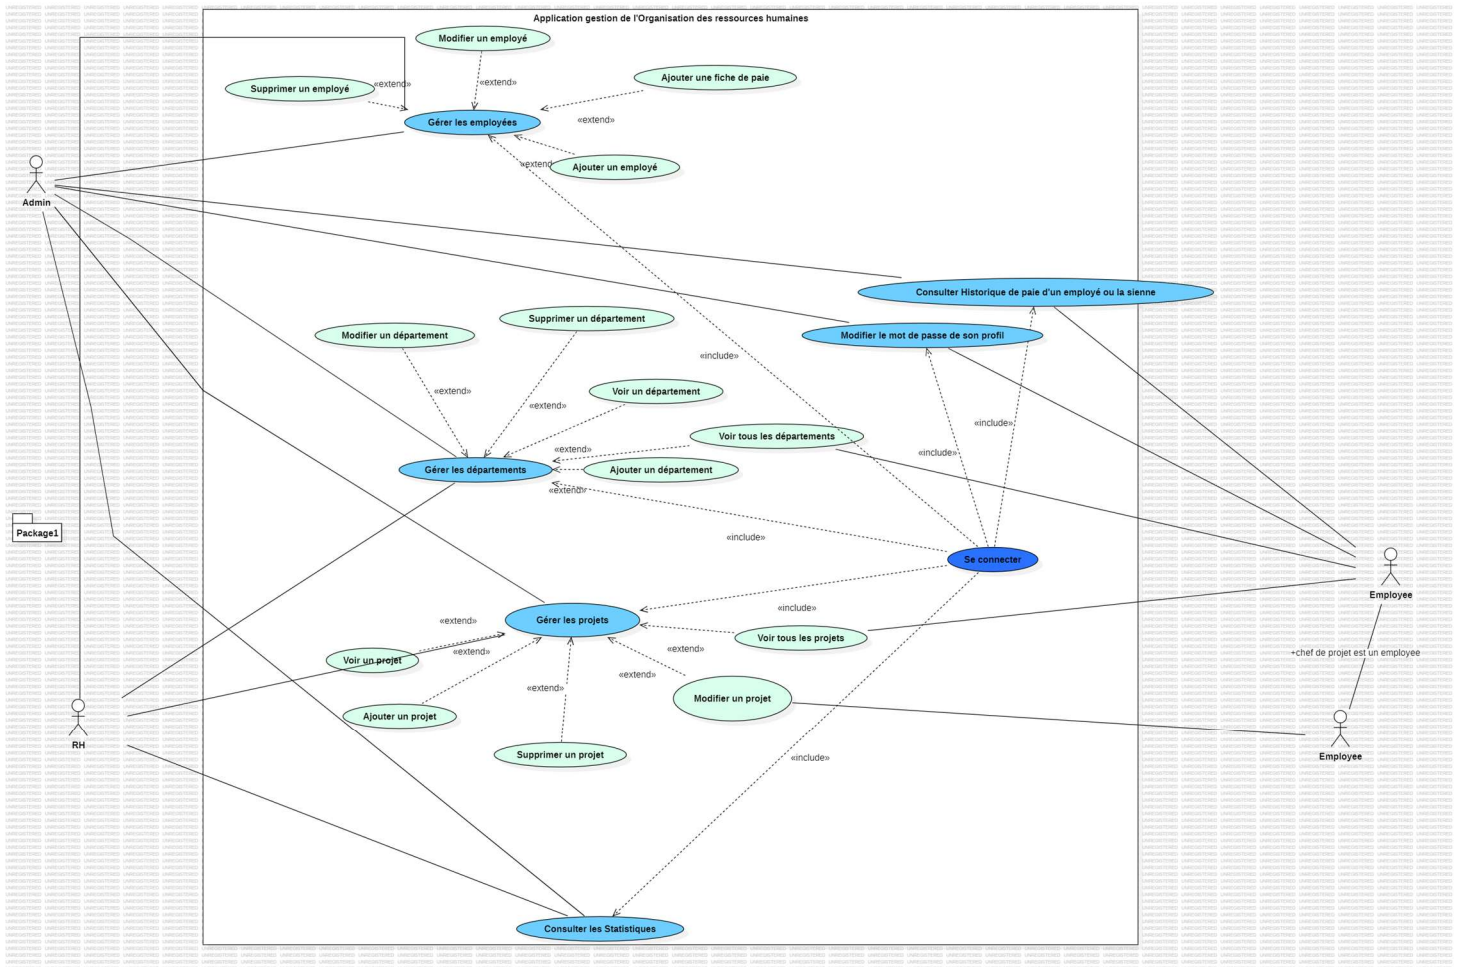 Application gestion de l'Organisation des ressources humaines
Modifier un employé
Supprimer un employé
«extend»
«extend»
Ajouter une fiche de paie
«extend»
Gérer les employées
«extend
Ajouter un employé
Admin
Consulter Historique de paie d'un employé ou la sienne
Supprimer un département
Modifier un département
Modifier le mot de passe de son profil
«include»
Voir un département
«extend»
«extend»
«include»
Voir tous les départements
«extend»
«include»
Gérer les départements
Ajouter un département
«extend»
Package1
«include»
Se connecter
Employee
«include»
Gérer les projets
«extend»
Voir tous les projets
«extend»
«extend»
+chef de projet est un employee
Voir un projet
«extend»
«extend»
Modifier un projet
Ajouter un projet
RH
Supprimer un projet
«include»
Employee
Consulter les Statistiques
UNREGISTERED